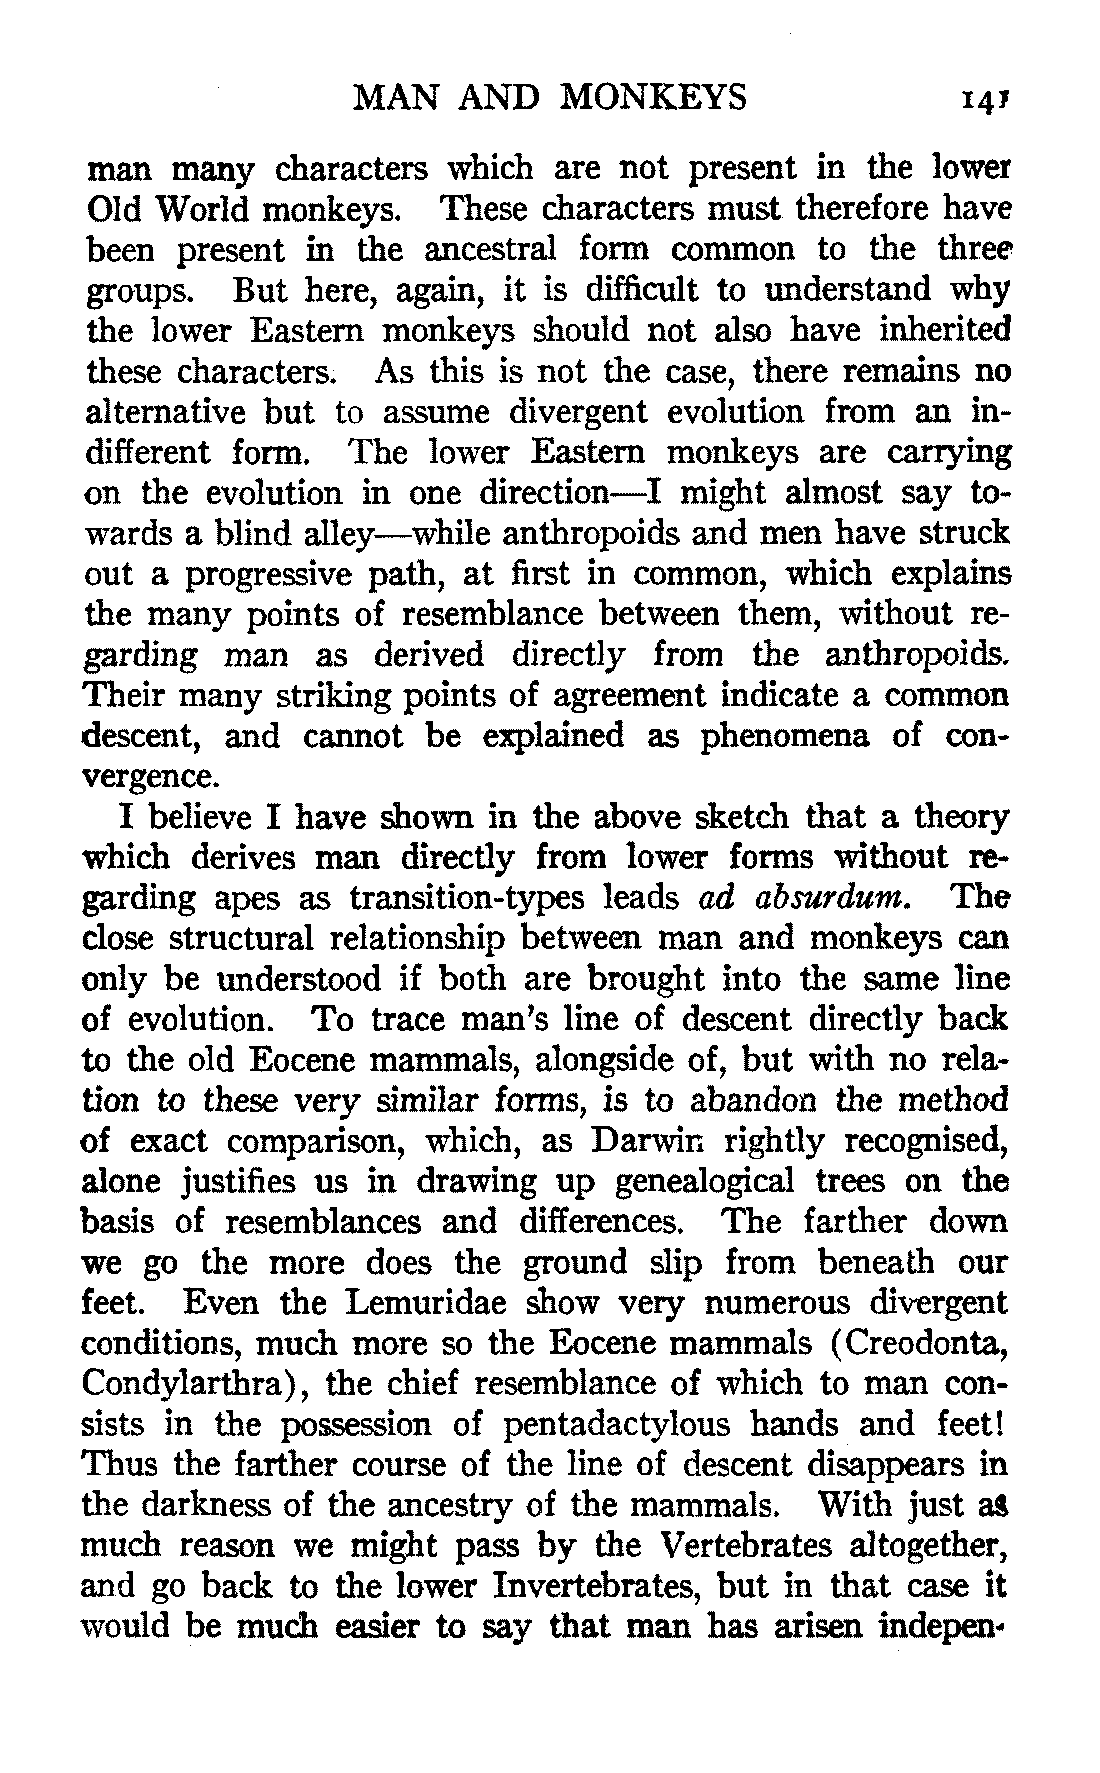 MAN AND MONKEYS 141
man many characters which are not present in the lower
Old World monkeys. These characters must therefore have
been present in the ancestral form common to the three
groups. But here, again, it is difficult to understand why
the lower Eastern monkeys should not also have inherited
these characters. As this is not the case, there remains no
alternative but to assume divergent evolution from an in-
different form. The lower Eastern monkeys are carrying
on the evolution in one direction—I might almost say to-
wards a blind alley—while anthropoids and men have struck
out a progressive path, at first in common, which explains
the many points of resemblance between them, without re-
garding man as derived directly from the anthropoids.
Their many striking points of agreement indicate a common
descent, and cannot be explained as phenomena of con-
vergence.
I believe I have shown in the above sketch that a theory
which derives man directly from lower forms without re-
garding apes as transition-types leads ad absurdum. The
close structural relationship between man and monkeys can
only be understood if both are brought into the same line
of evolution. To trace man's line of descent directly back
to the old Eocene mammals, alongside of, but with no rela-
tion to these very similar forms, is to abandon the method
of exact comparison, which, as Darwin rightly recognised,
alone justifies us in drawing up genealogical trees on the
basis of resemblances and differences. The farther down
we go the more does the ground slip from beneath our
feet. Even the Lemuridae show very numerous divergent
conditions, much more so the Eocene mammals (Creodonta,
Condylarthra), the chief resemblance of which to man con-
sists in the possession of pentadactylous hands and feet!
Thus the farther course of the line of descent disappears in
the darkness of the ancestry of the mammals. With just as
much reason we might pass by the Vertebrates altogether,
and go back to the lower Invertebrates, but in that case it
would be much easier to say that man has arisen indepen-